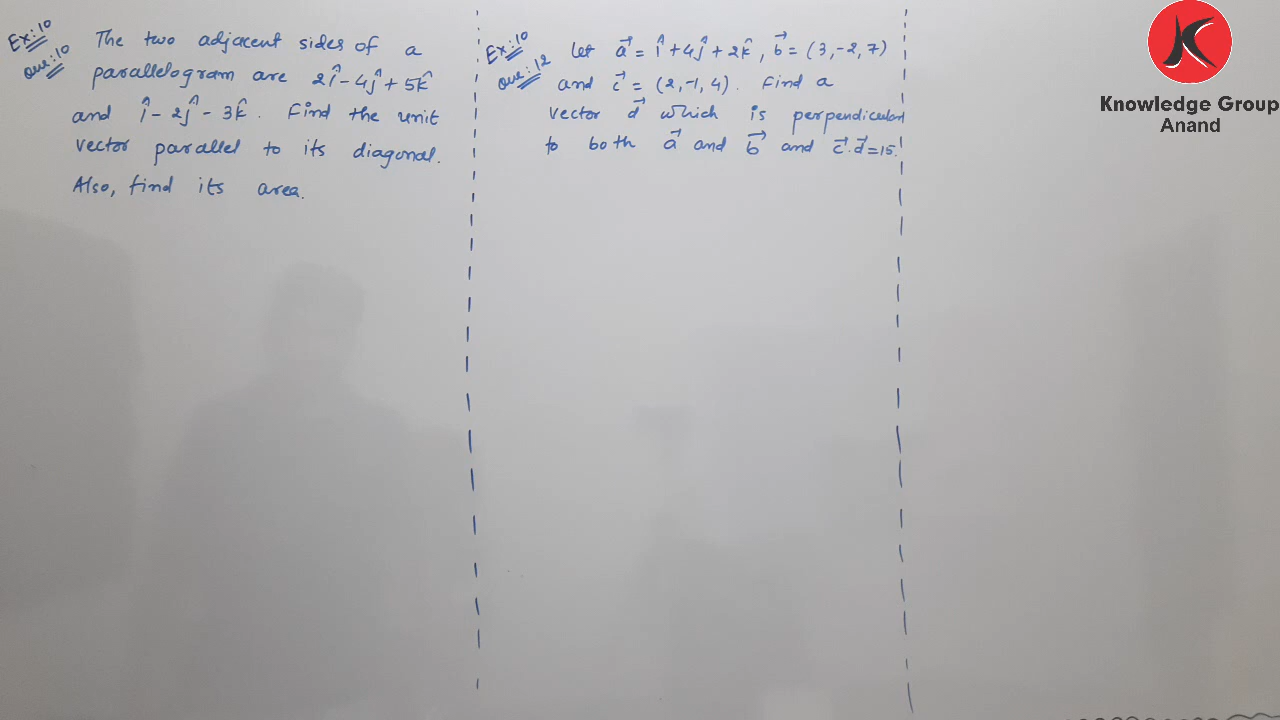 Ex:10
Que:10
The two adjacent sides of a
parallelogram are 2î-4ĵ+5k̂
and î-2ĵ-3k̂. Find the unit
vector parallel to its diagonal.
Also, find its area.
Ex:10
Que:12
Let a⃗ = î+4ĵ+2k̂, b⃗ = (3,-2,7)
and c⃗ = (2,-1,4). Find a
vector d⃗ which is perpendicular
to both a⃗ and b⃗ and c⃗.d⃗=15.
Knowledge Group
Anand